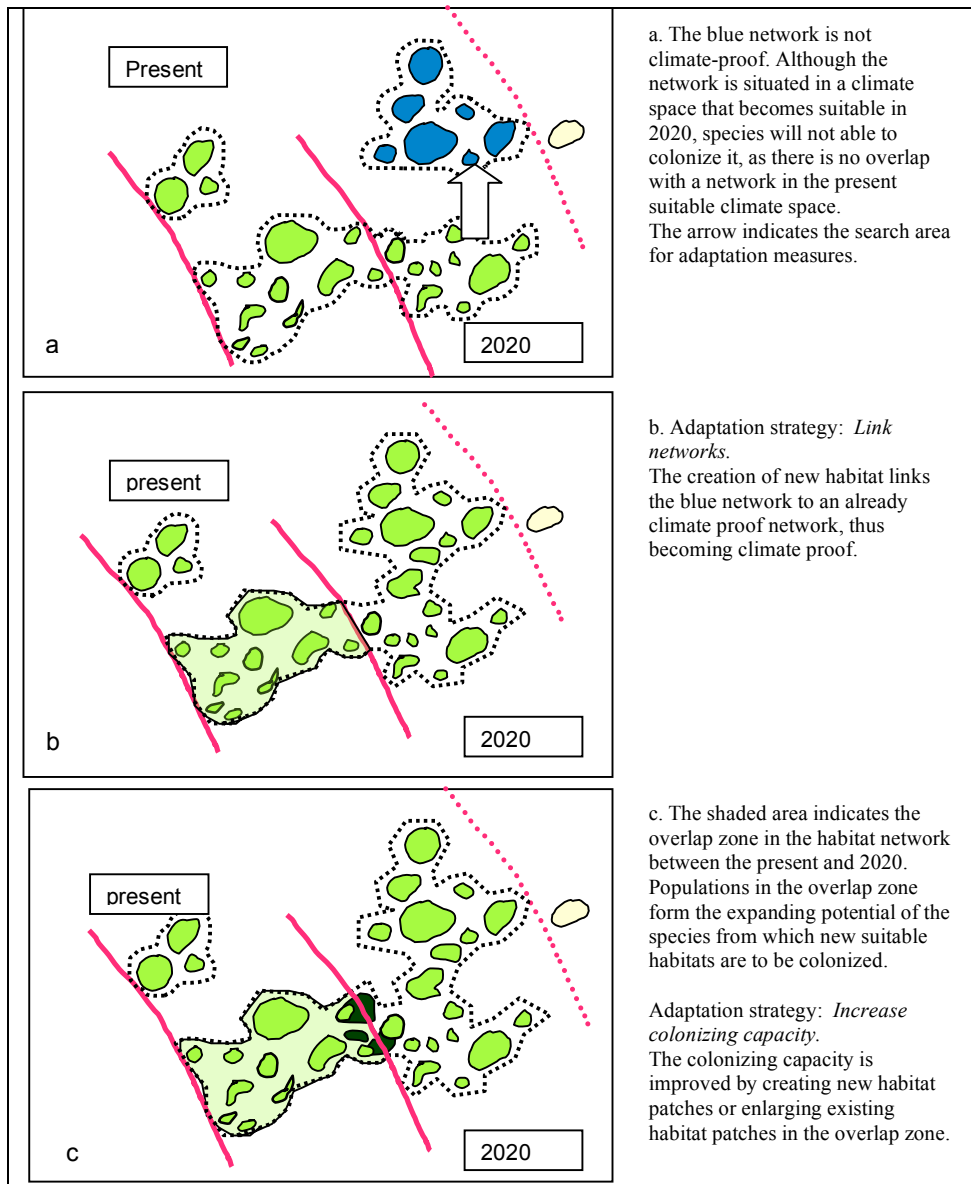 Present
2020
a
a. The blue network is not
climate-proof. Although the
network is situated in a climate
space that becomes suitable in
2020, species will not able to
colonize it, as there is no overlap
with a network in the present
suitable climate space.
The arrow indicates the search area
for adaptation measures.
present
2020
b
b. Adaptation strategy: Link
networks.
The creation of new habitat links
the blue network to an already
climate proof network, thus
becoming climate proof.
present
2020
c
c. The shaded area indicates the
overlap zone in the habitat network
between the present and 2020.
Populations in the overlap zone
form the expanding potential of the
species from which new suitable
habitats are to be colonized.
Adaptation strategy: Increase
colonizing capacity.
The colonizing capacity is
improved by creating new habitat
patches or enlarging existing
habitat patches in the overlap zone.